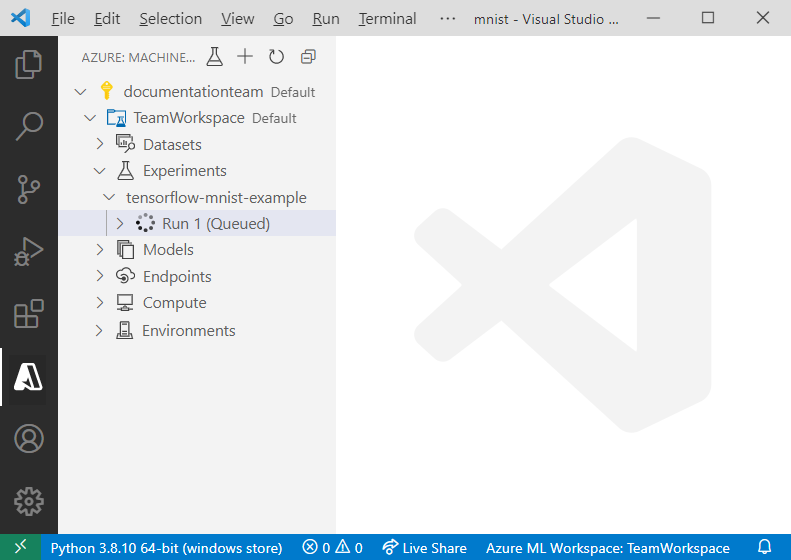 File Edit Selection View Go Run Terminal ··· mnist - Visual Studio ...
AZURE: MACHINE...
documentationteam Default
TeamWorkspace Default
Datasets
Experiments
tensorflow-mnist-example
Run 1 (Queued)
Models
Endpoints
Compute
Environments
Python 3.8.10 64-bit (windows store) 0 0 Live Share Azure ML Workspace: TeamWorkspace